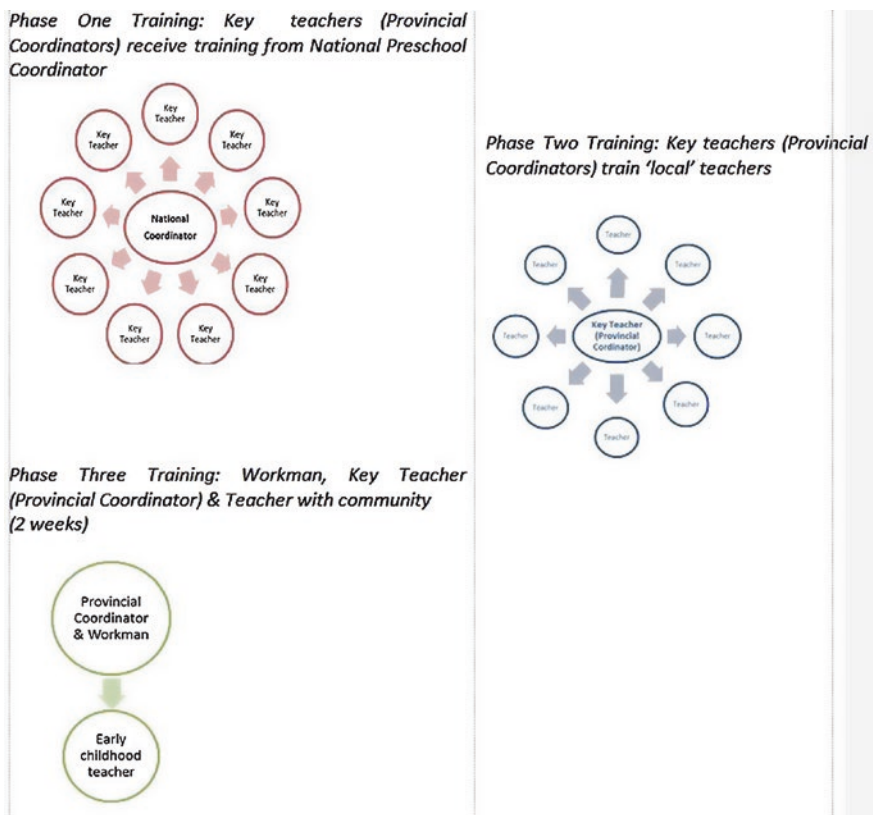 Phase One Training: Key teachers (Provincial
Coordinators) receive training from National Preschool
Coordinator
Key
Teacher
Key
Teacher
Key
Teacher
Key
Teacher
Key
Teacher
National
Coordinator
Key
Teacher
Key
Teacher
Key
Teacher
Key
Teacher
Phase Two Training: Key teachers (Provincial
Coordinators) train ‘local’ teachers
Teacher
Teacher
Teacher
Teacher
Key Teacher
(Provincial
Cordinator)
Teacher
Teacher
Teacher
Teacher
Phase Three Training: Workman, Key Teacher
(Provincial Coordinator) & Teacher with community
(2 weeks)
Provincial
Coordinator
& Workman
Early
childhood
teacher